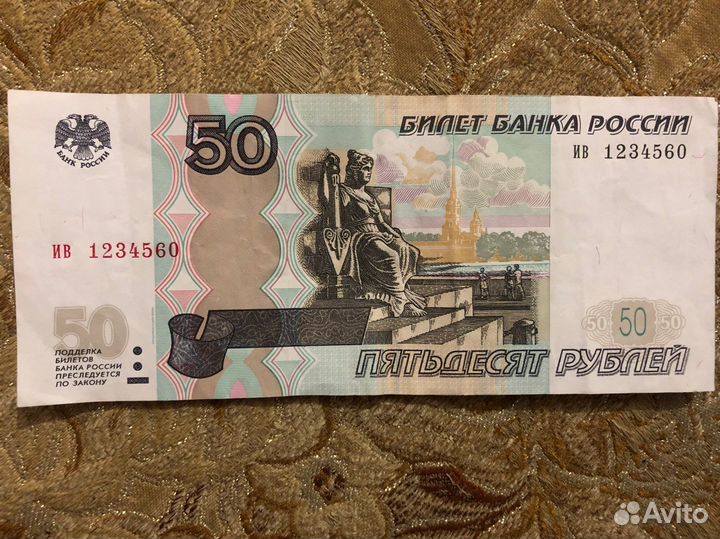 50
БИЛЕТ БАНКА РОССИИ
ИВ 1234560
БАНК РОССИИ
ИВ 1234560
50
ПОДДЕЛКА
БИЛЕТОВ
БАНКА РОССИИ
ПРЕСЛЕДУЕТСЯ
ПО ЗАКОНУ
50 50 50
ПЯТЬДЕСЯТ РУБЛЕЙ
Avito